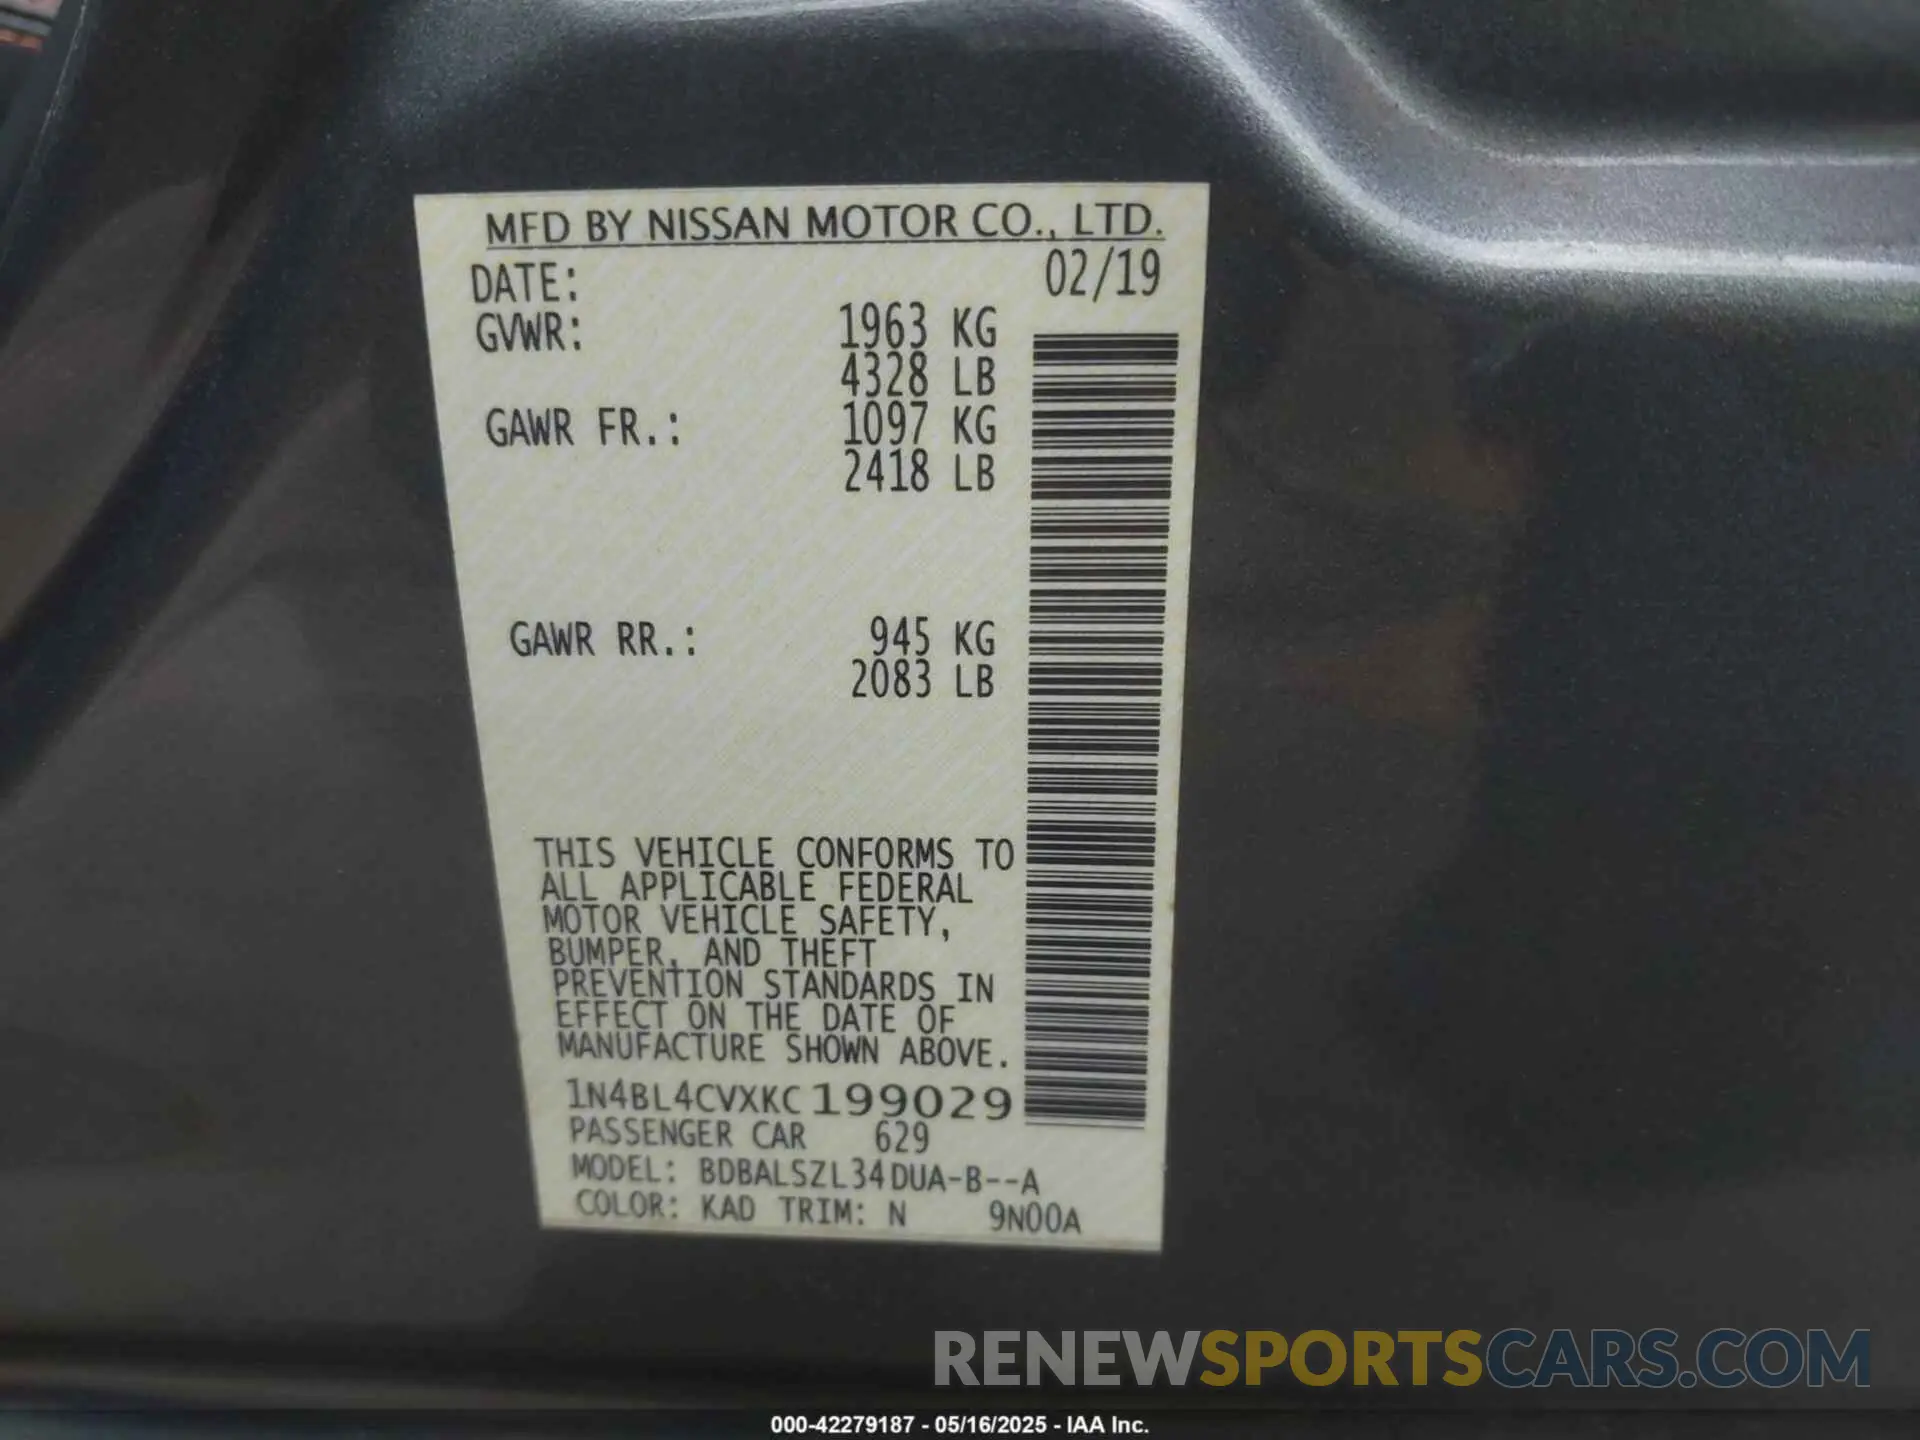 MFD BY NISSAN MOTOR CO., LTD.
DATE: 02/19
GVWR: 1963 KG
4328 LB
GAWR FR.: 1097 KG
2418 LB
GAWR RR.: 945 KG
2083 LB
THIS VEHICLE CONFORMS TO
ALL APPLICABLE FEDERAL
MOTOR VEHICLE SAFETY,
BUMPER, AND THEFT
PREVENTION STANDARDS IN
EFFECT ON THE DATE OF
MANUFACTURE SHOWN ABOVE.
1N4BL4CVXKC199029
PASSENGER CAR 629
MODEL: BDBALSZL34DUA-B--A
COLOR: KAD TRIM: N 9N00A
RENEWSPORTSCARS.COM
000-42279187 - 05/16/2025 - IAA Inc.